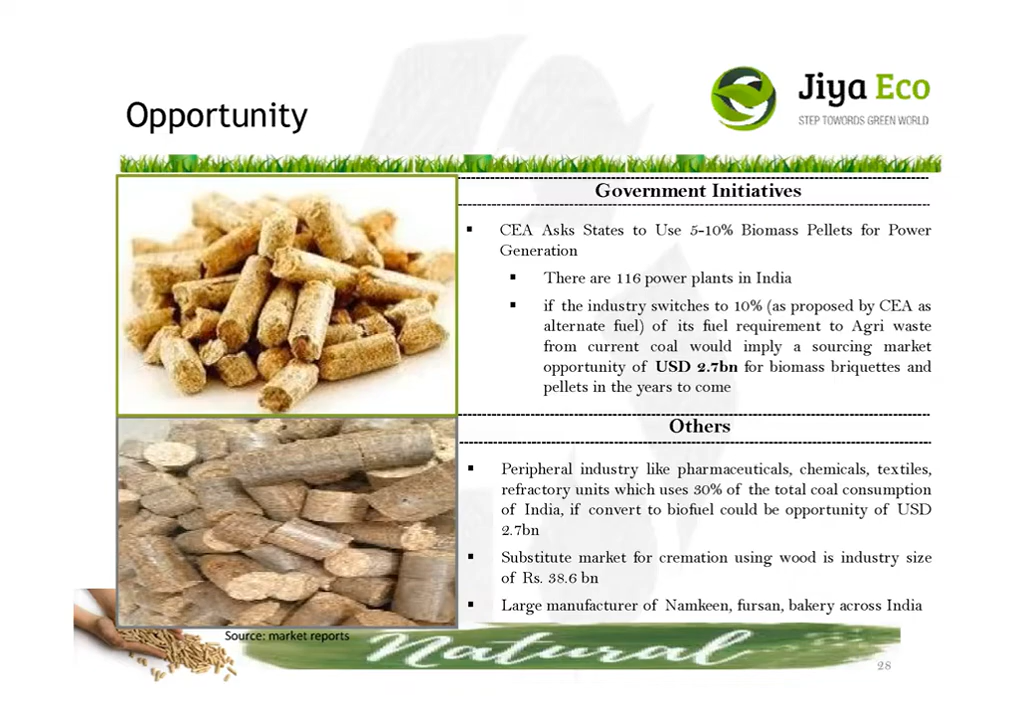 Opportunity
Jiya Eco
STEP TOWORDS GREEN WORLD
Government Initiatives
▪ CEA Asks States to Use 5-10% Biomass Pellets for Power
Generation
▪ There are 116 power plants in India
▪ if the industry switches to 10% (as proposed by CEA as
alternate fuel) of its fuel requirement to Agri waste
from current coal would imply a sourcing market
opportunity of USD 2.7bn for biomass briquettes and
pellets in the years to come
Others
▪ Peripheral industry like pharmaceuticals, chemicals, textiles,
refractory units which uses 30% of the total coal consumption
of India, if convert to biofuel could be opportunity of USD
2.7bn
▪ Substitute market for cremation using wood is industry size
of Rs. 38.6 bn
▪ Large manufacturer of Namkeen, fursan, bakery across India
Source: market reports
Natural
28